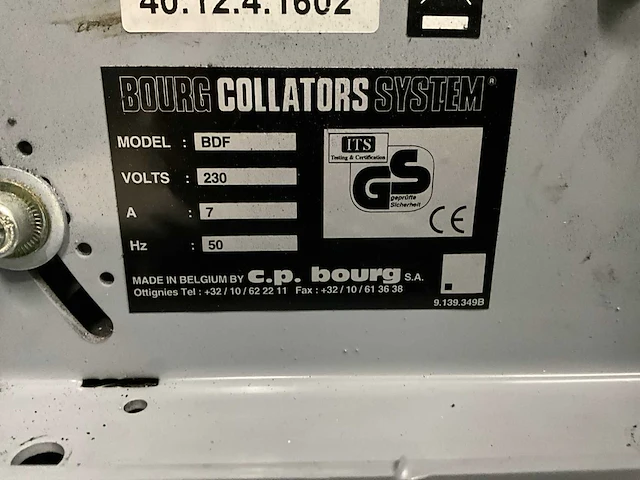 40.12.4.1602
BOURG COLLATORS SYSTEM ®
MODEL : BDF
VOLTS : 230
A : 7
Hz : 50
ITS
Testing & Certification
GS
geprüfte
Sicherheit
CE
MADE IN BELGIUM BY c.p. bourg S.A.
Ottignies Tel : +32 / 10 / 62 22 11 Fax : +32 / 10 / 61 36 38
9.139.349B